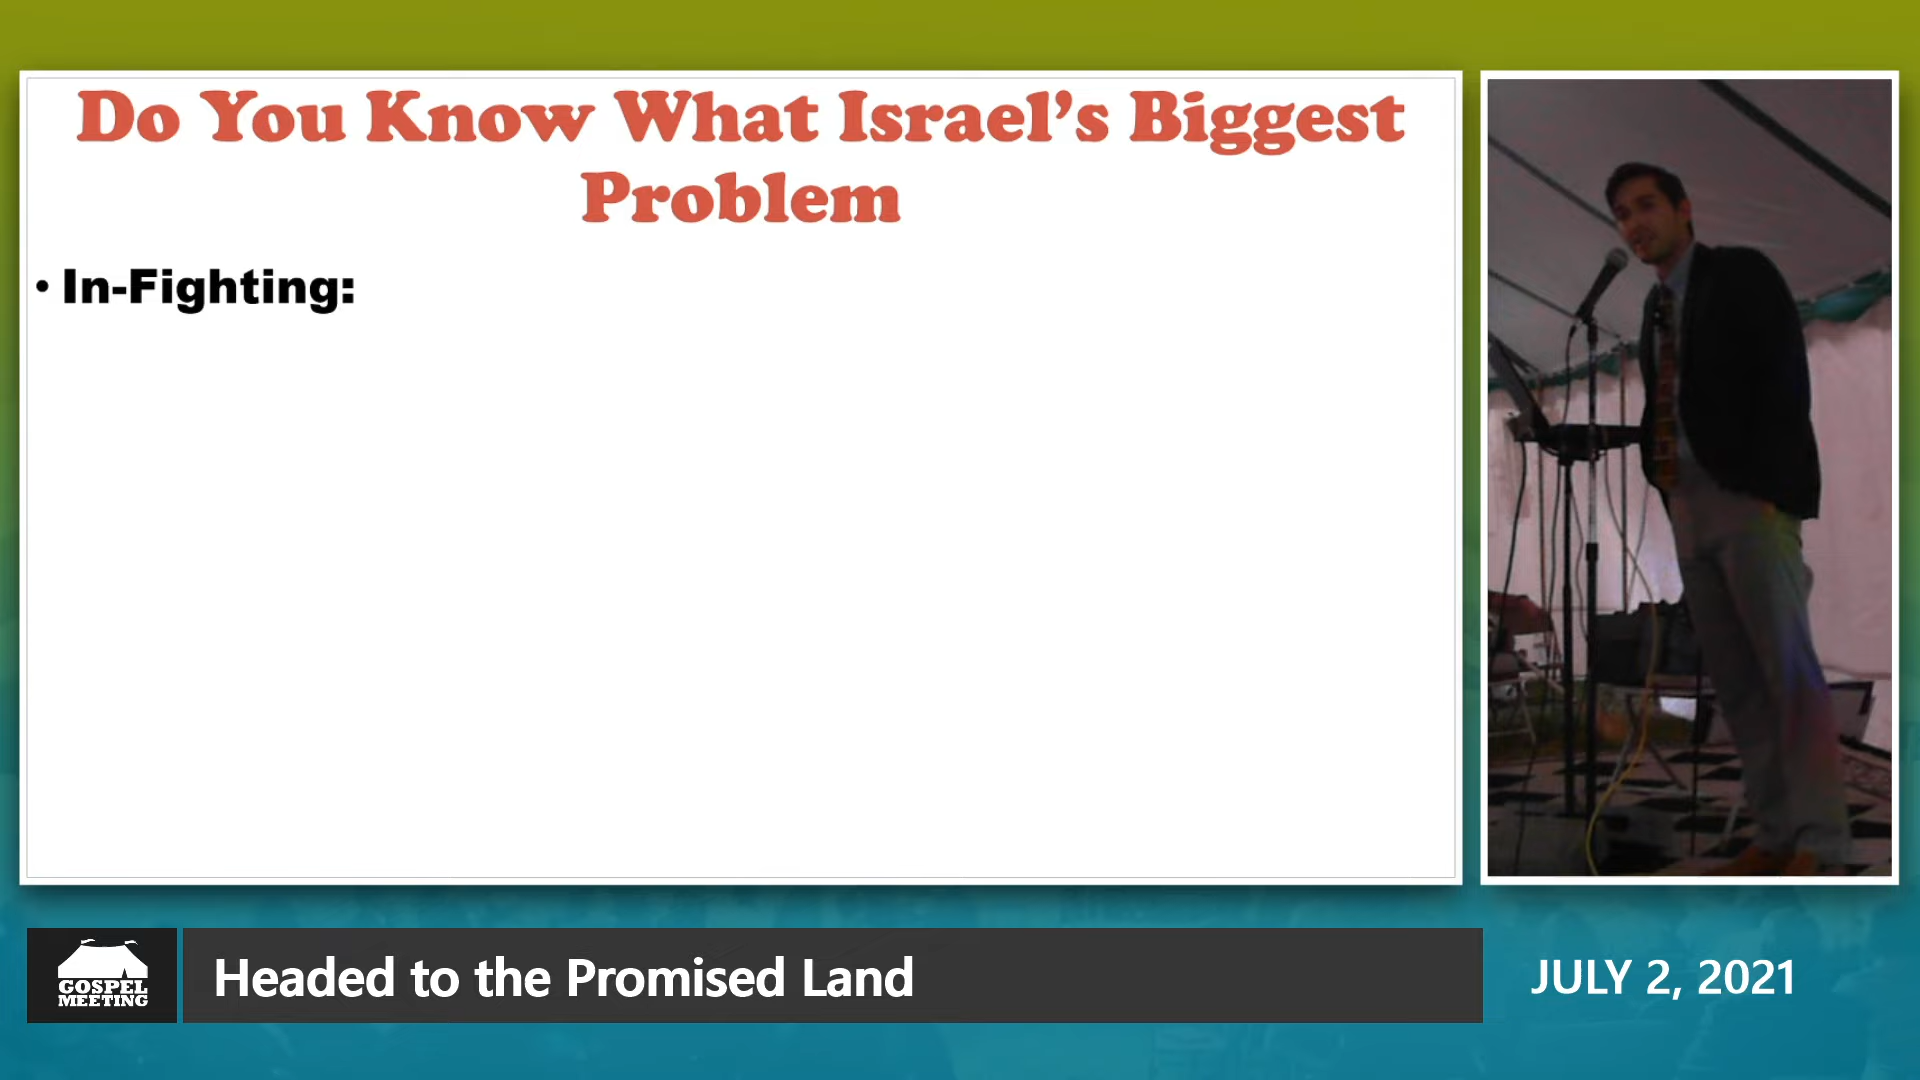 Do You Know What Israel’s Biggest
Problem
• In-Fighting:
GOSPEL
MEETING
Headed to the Promised Land
JULY 2, 2021